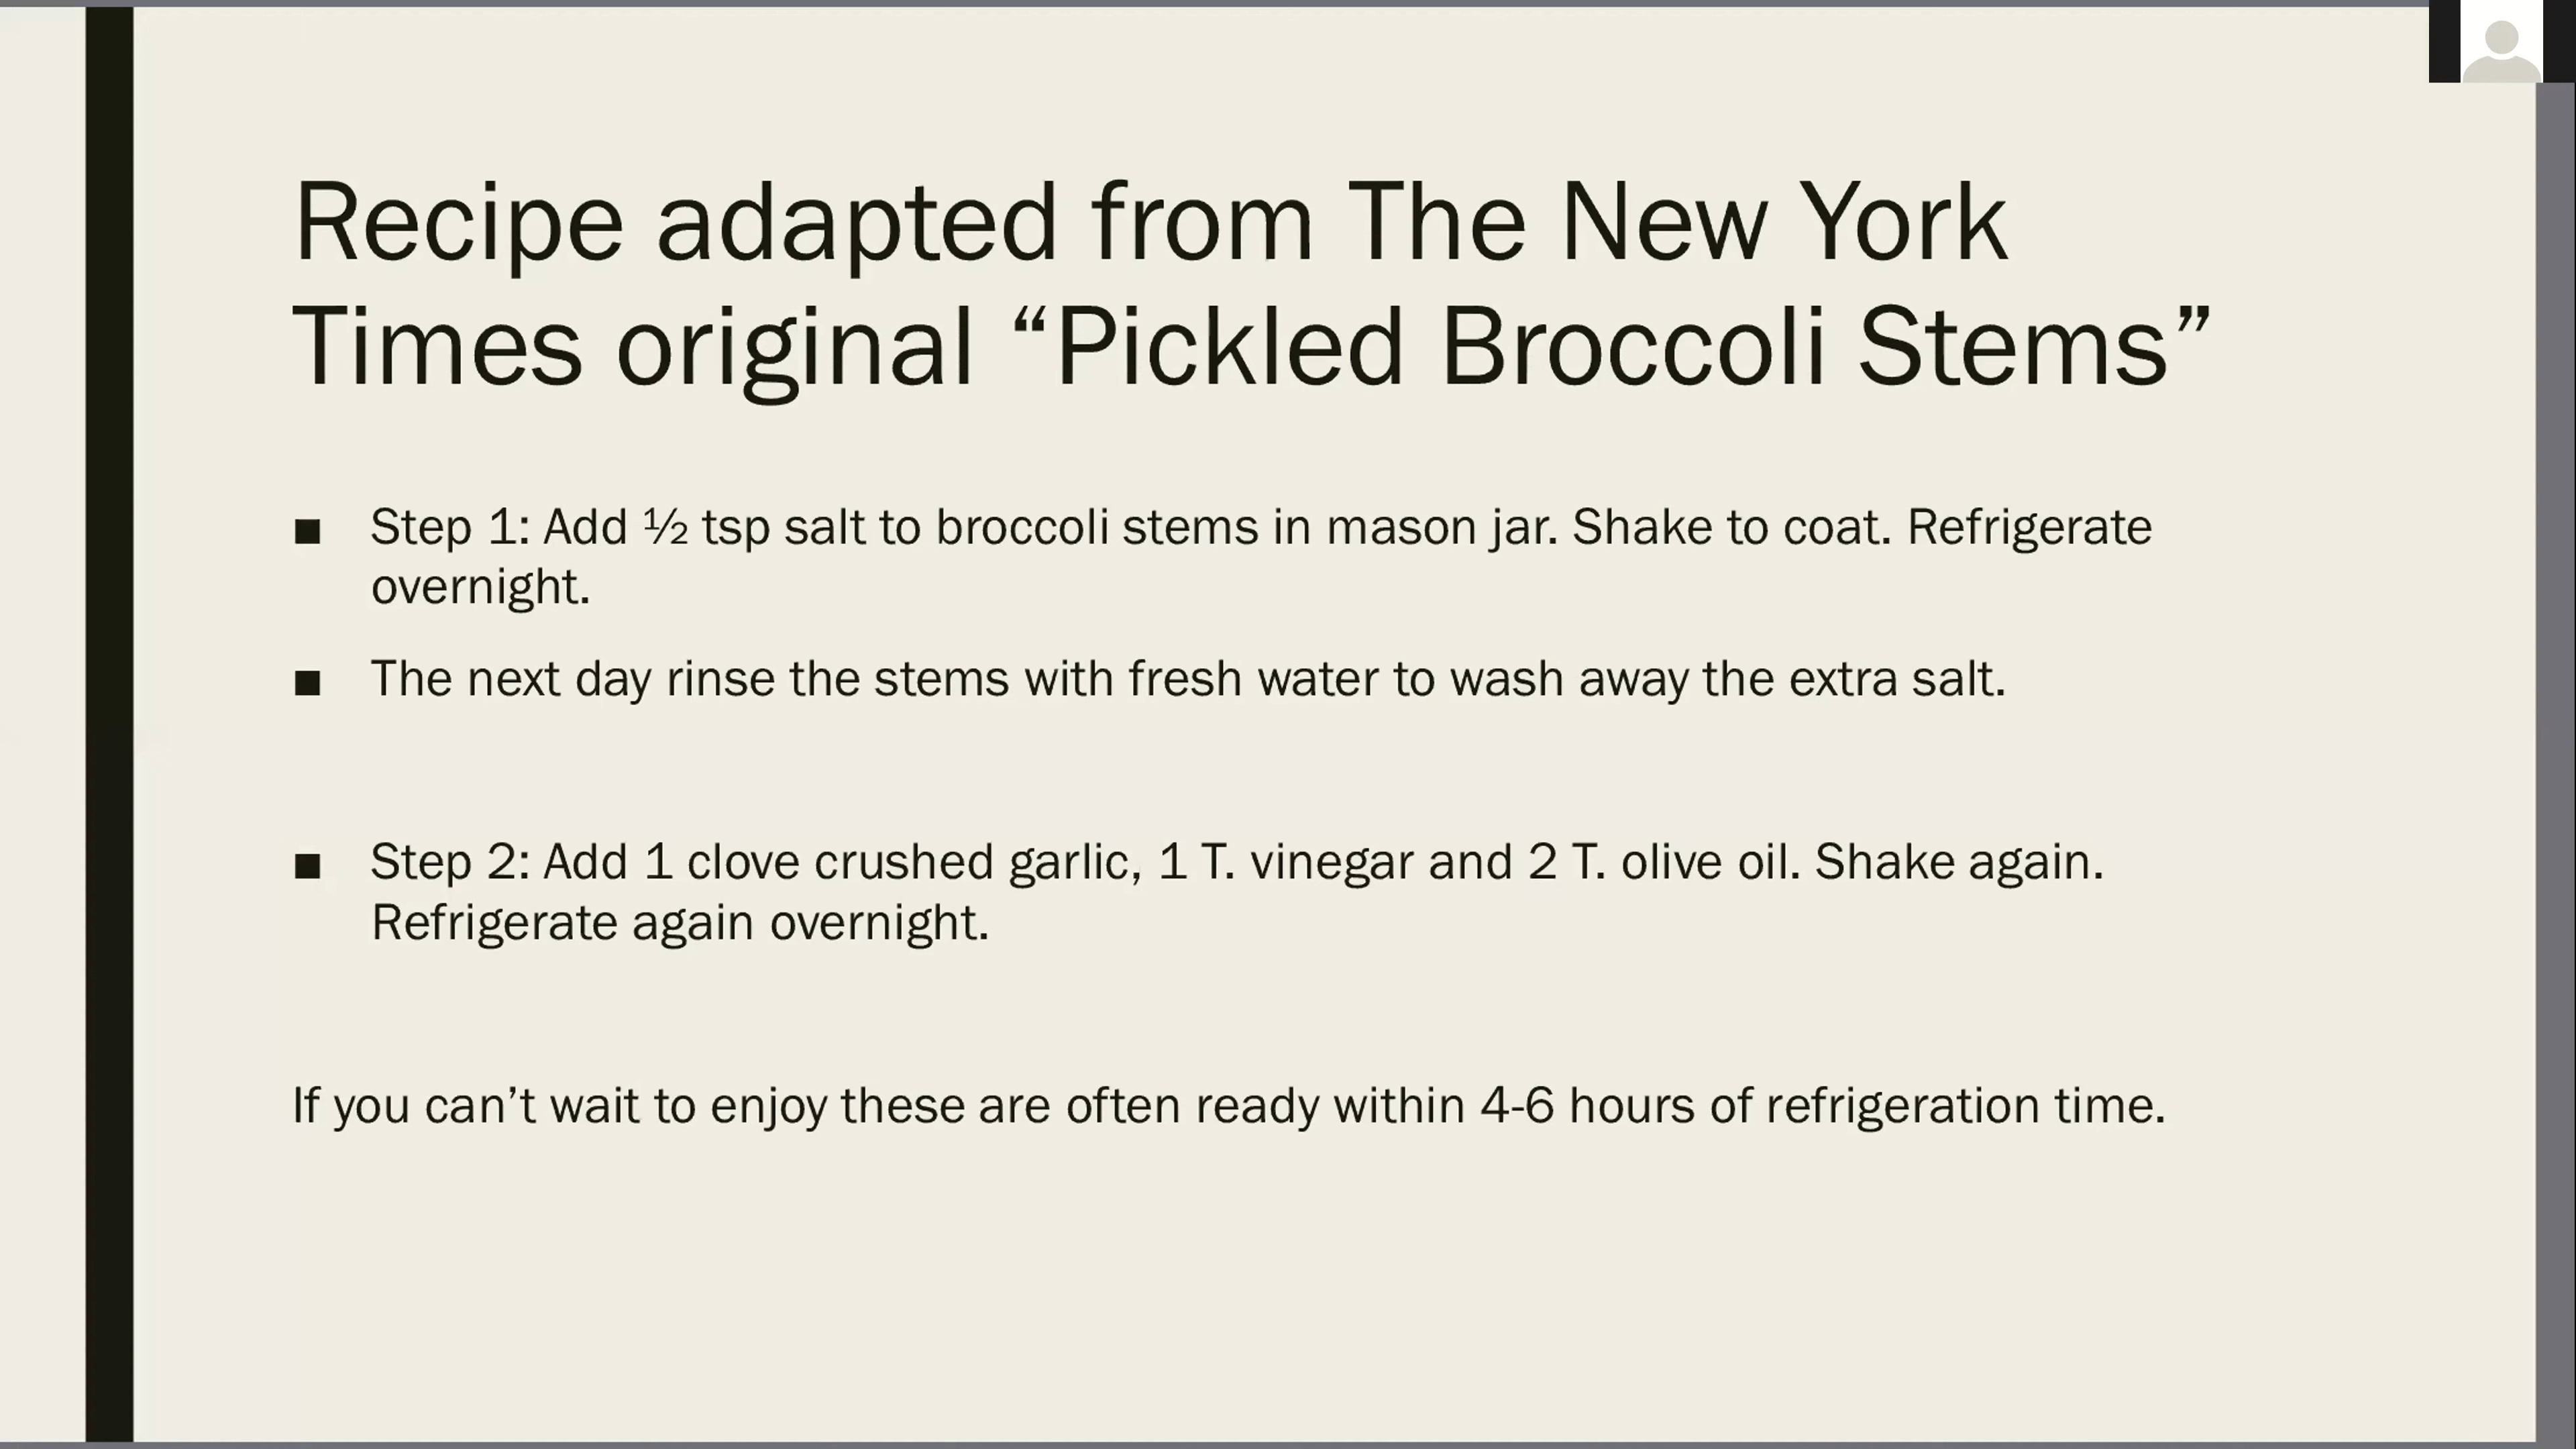 Recipe adapted from The New York
Times original “Pickled Broccoli Stems”
■ Step 1: Add ½ tsp salt to broccoli stems in mason jar. Shake to coat. Refrigerate
overnight.
■ The next day rinse the stems with fresh water to wash away the extra salt.
■ Step 2: Add 1 clove crushed garlic, 1 T. vinegar and 2 T. olive oil. Shake again.
Refrigerate again overnight.
If you can’t wait to enjoy these are often ready within 4-6 hours of refrigeration time.